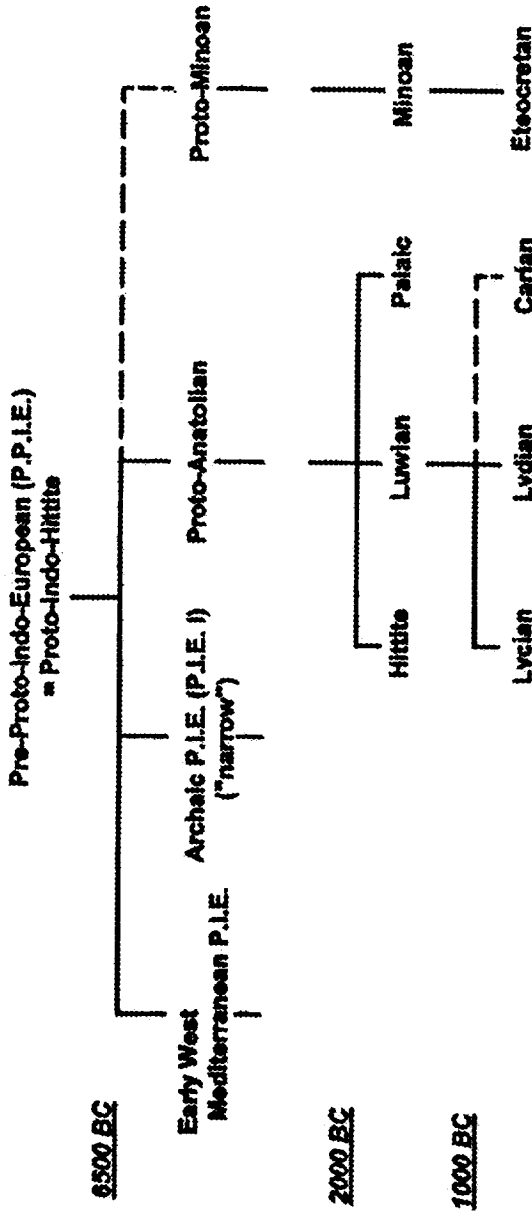 Pre-Proto-Indo-European (P.P.I.E.)
= Proto-Indo-Hittite
6500 BC
Early West
Mediterranean P.I.E.
Archaic P.I.E. (P.I.E. I)
("narrow")
Proto-Anatolian
Proto-Minoan
2000 BC
Hittite
Luwian
Palaic
Minoan
1000 BC
Lycian
Lydian
Carian
Eteocretan